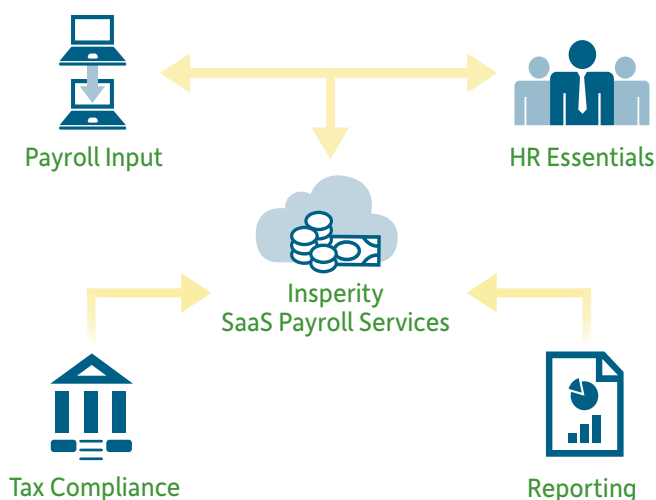 Payroll Input
HR Essentials
Insperity
SaaS Payroll Services
Tax Compliance
Reporting